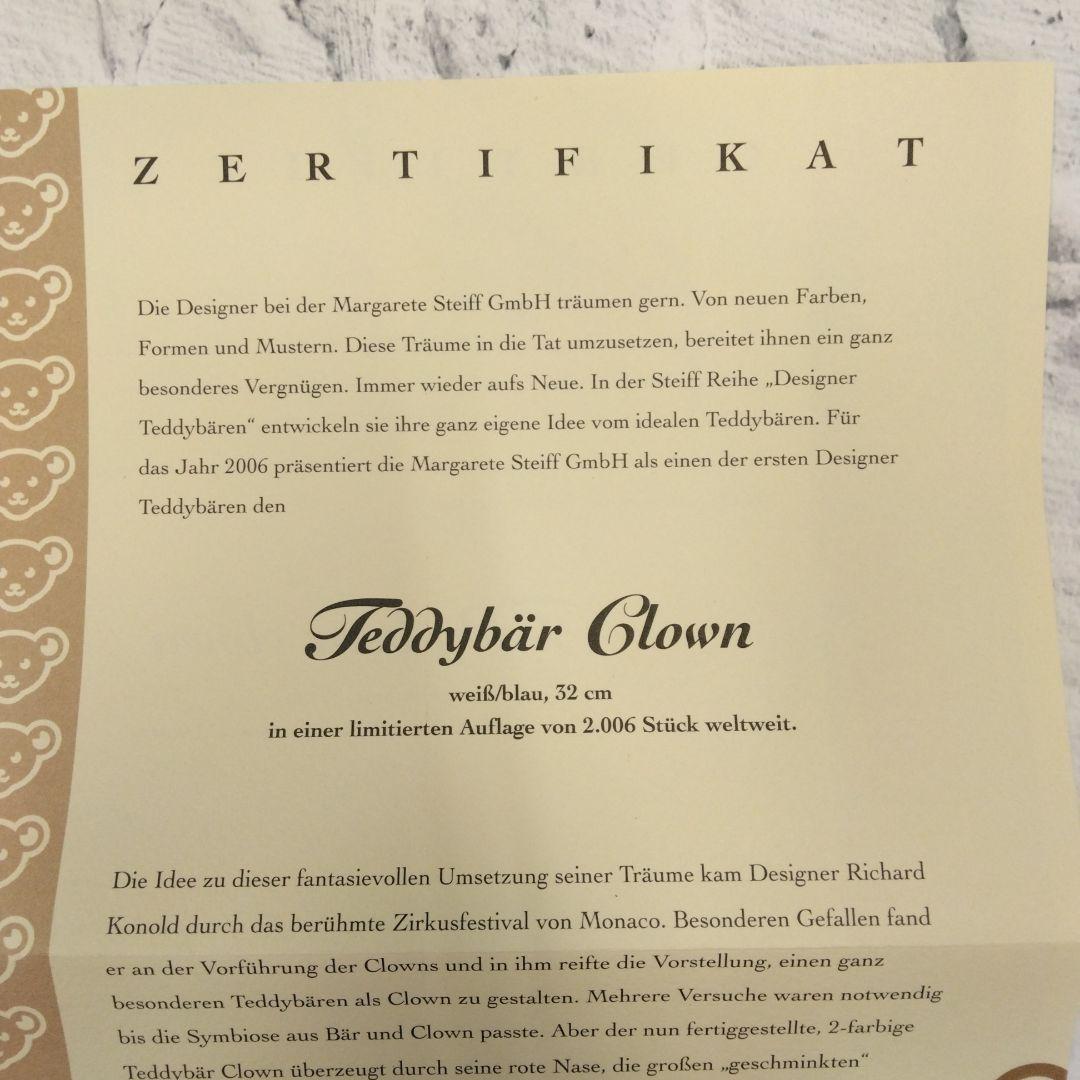 ZERTIFIKAT
Die Designer bei der Margarete Steiff GmbH träumen gern. Von neuen Farben,
Formen und Mustern. Diese Träume in die Tat umzusetzen, bereitet ihnen ein ganz
besonderes Vergnügen. Immer wieder aufs Neue. In der Steiff Reihe „Designer
Teddybären“ entwickeln sie ihre ganz eigene Idee vom idealen Teddybären. Für
das Jahr 2006 präsentiert die Margarete Steiff GmbH als einen der ersten Designer
Teddybären den
Teddybär Clown
weiß/blau, 32 cm
in einer limitierten Auflage von 2.006 Stück weltweit.
Die Idee zu dieser fantasievollen Umsetzung seiner Träume kam Designer Richard
Konold durch das berühmte Zirkusfestival von Monaco. Besonderen Gefallen fand
er an der Vorführung der Clowns und in ihm reifte die Vorstellung, einen ganz
besonderen Teddybären als Clown zu gestalten. Mehrere Versuche waren notwendig
bis die Symbiose aus Bär und Clown passte. Aber der nun fertiggestellte, 2-farbige
Teddybär Clown überzeugt durch seine rote Nase, die großen „geschminkten“